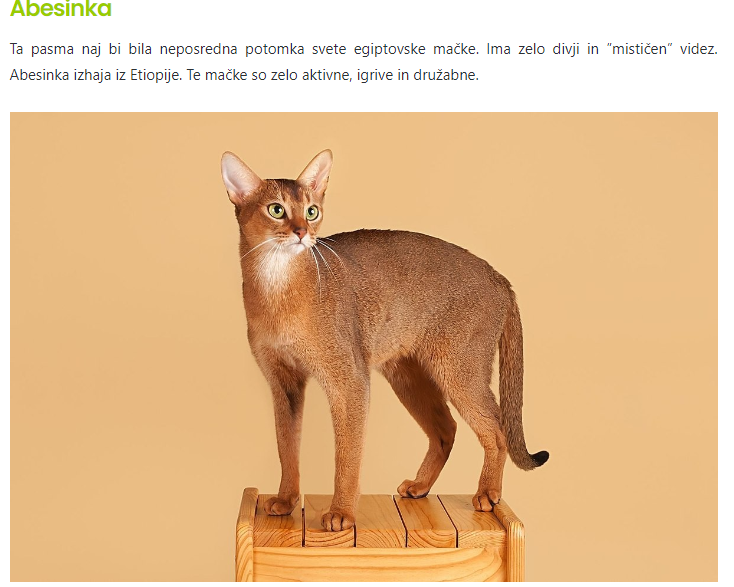 Abesinka
Ta pasma naj bi bila neposredna potomka svete egiptovske mačke. Ima zelo divji in “mističen” videz.
Abesinka izhaja iz Etiopije. Te mačke so zelo aktivne, igrive in družabne.